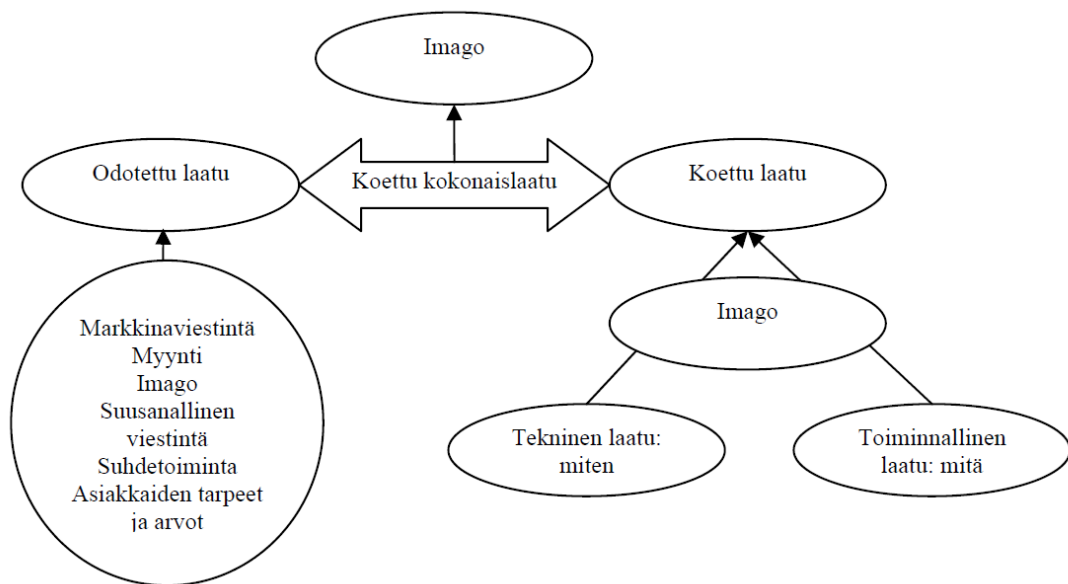 Imago
Odotettu laatu
Koettu kokonaislaatu
Koettu laatu
Markkinaviestintä
Myynti
Imago
Suusanallinen
viestintä
Suhdetoiminta
Asiakkaiden tarpeet
ja arvot
Imago
Tekninen laatu:
miten
Toiminnallinen
laatu: mitä